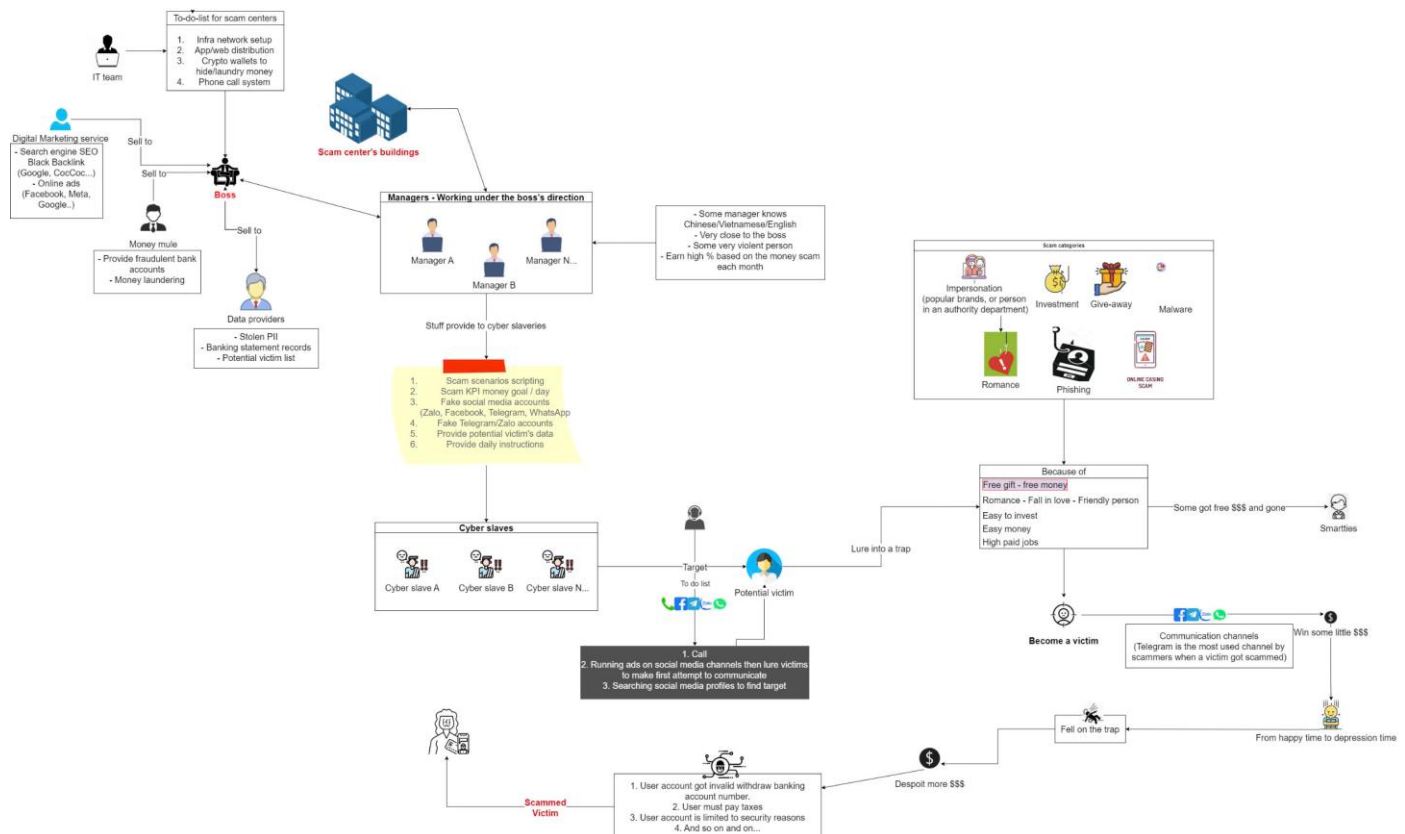 To-do-list for scam centers
1. Infra network setup
2. App/web distribution
3. Crypto wallets to
hide/laundry money
4. Phone call system
IT team
Digital Marketing service
- Search engine SEO
Black Backlink
(Google, CocCoc...)
- Online ads
(Facebook, Meta,
Google..)
Sell to
Sell to
Boss
Money mule
- Provide fraudulent bank
accounts
- Money laundering
Sell to
Data providers
- Stolen PII
- Banking statement records
- Potential victim list
Scam center's buildings
Managers - Working under the boss's direction
Manager A
Manager B
Manager N...
- Some manager knows
Chinese/Vietnamese/English
- Very close to the boss
- Some very violent person
- Earn high % based on the money scam
each month
Stuff provide to cyber slaveries
1. Scam scenarios scripting
2. Scam KPI money goal / day
3. Fake social media accounts
(Zalo, Facebook, Telegram, WhatsApp
4. Fake Telegram/Zalo accounts
5. Provide potential victim's data
6. Provide daily instructions
Cyber slaves
Cyber slave A
Cyber slave B
Cyber slave N...
Target
To do list
Zalo
Potential victim
1. Call
2. Running ads on social media channels then lure victims
to make first attempt to communicate
3. Searching social media profiles to find target
Lure into a trap
Scam categories
Impersonation
(popular brands, or person
in an authority department)
Investment
Give-away
Malware
Romance
Phishing
ONLINE CASINO
SCAM
Because of
Free gift - free money
Romance - Fall in love - Friendly person
Easy to invest
Easy money
High paid jobs
Some got free $$$ and gone
Smartties
Become a victim
Zalo
Communication channels
(Telegram is the most used channel by
scammers when a victim got scammed)
Win some little $$$
From happy time to depression time
Fell on the trap
Despoit more $$$
1. User account got invalid withdraw banking
account number.
2. User must pay taxes
3. User account is limited to security reasons
4. And so on and on...
Scammed
Victim